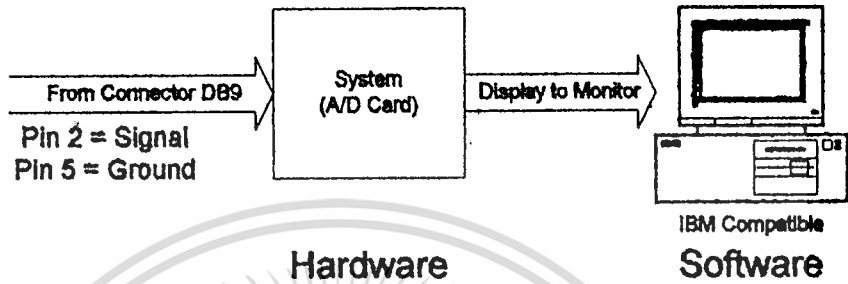 From Connector DB9
System
(A/D Card)
Display to Monitor
Pin 2 = Signal
Pin 5 = Ground
IBM Compatible
Hardware
Software